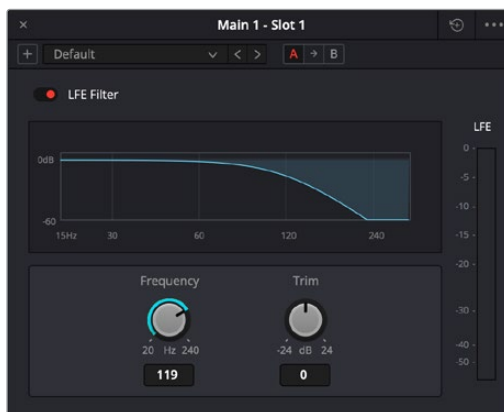 Main 1 - Slot 1
Default
A
B
LFE Filter
LFE
0dB
-60
15Hz 30 60 120 240
0 -
-5 -
-10 -
-15 -
-20 -
-30 -
-40 -
-50 -
Frequency
20 Hz 240
119
Trim
-24 dB 24
0